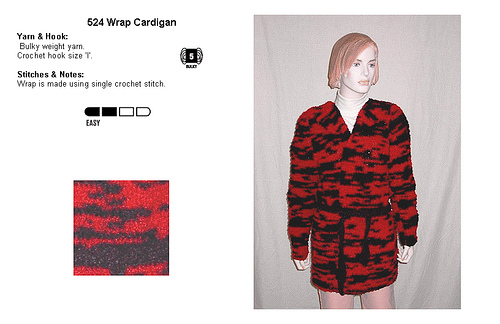 524 Wrap Cardigan
Yarn & Hook:
Bulky weight yarn.
Crochet hook size 'I'.
5
BULKY
Stitches & Notes:
Wrap is made using single crochet stitch.
EASY